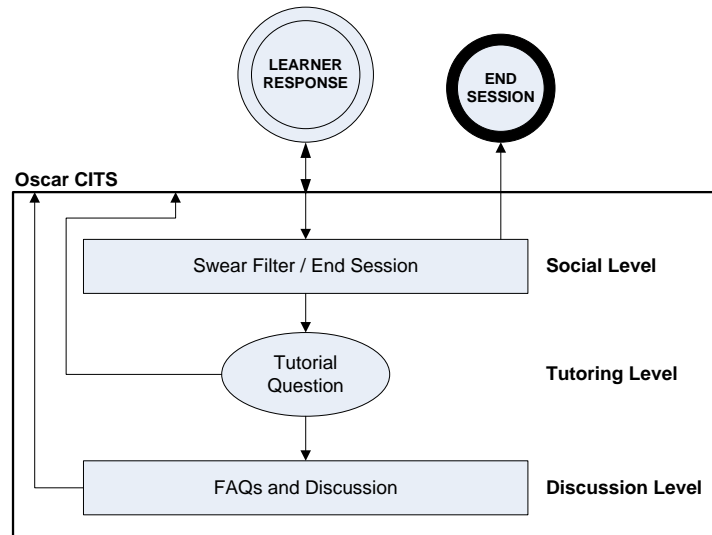 LEARNER
RESPONSE
END
SESSION
Oscar CITS
Swear Filter / End Session
Social Level
Tutorial
Question
Tutoring Level
FAQs and Discussion
Discussion Level